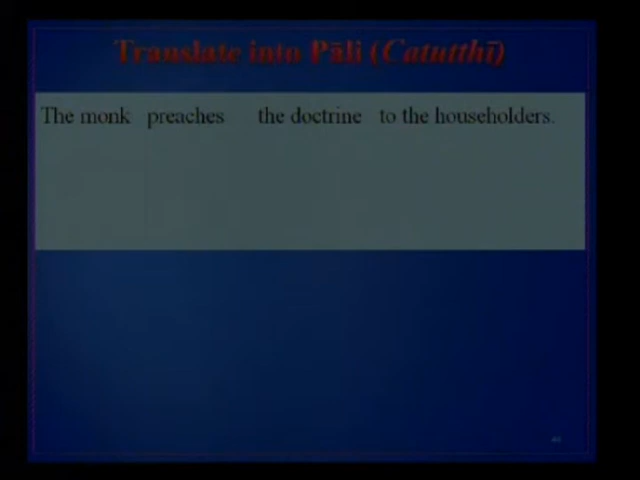 Translate into Pāli (Catutthī)
The monk preaches the doctrine to the householders.